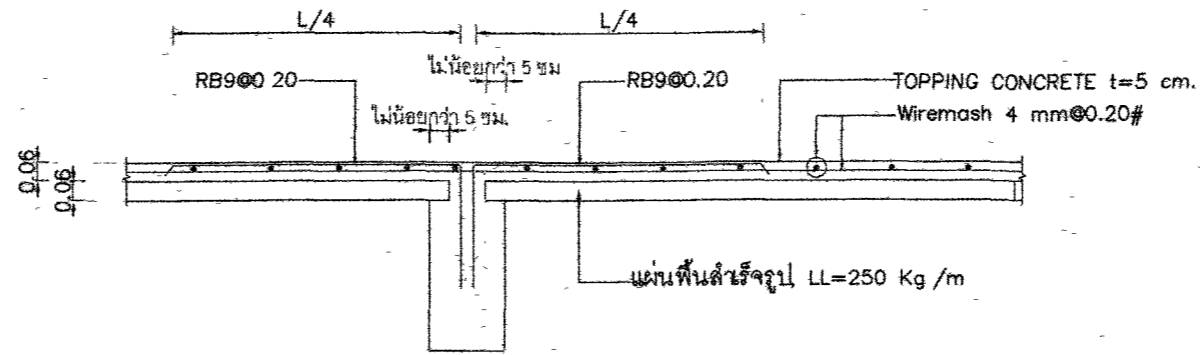 L/4
L/4
ไม่น้อยกว่า 5 ซม
RB9@0 20
RB9@0.20
TOPPING CONCRETE t=5 cm.
ไม่น้อยกว่า 5 ซม.
Wiremash 4 mm@0.20#
0.06
0.06
แผ่นพื้นสำเร็จรูป LL=250 Kg/m